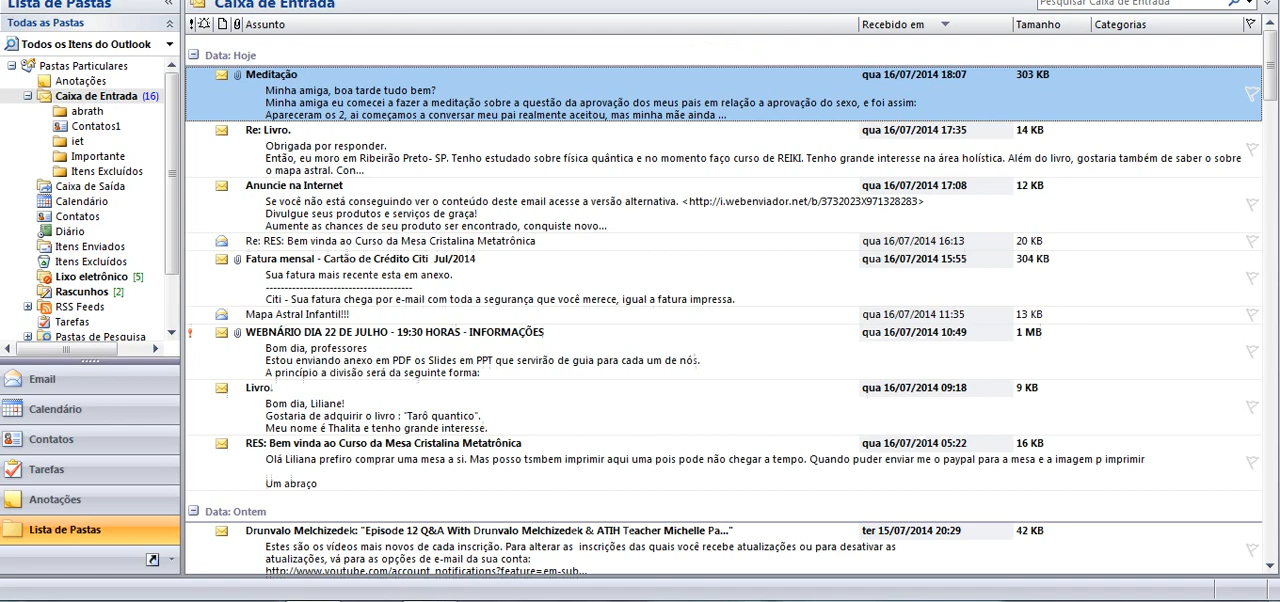 Lista de Pastas «
Todas as Pastas
Todos os Itens do Outlook
Pastas Particulares
Anotações
Caixa de Entrada (16)
abrath
Contatos1
iet
Importante
Itens Excluídos
Caixa de Saída
Calendário
Contatos
Diário
Itens Enviados
Itens Excluídos
Lixo eletrônico [5]
Rascunhos [2]
RSS Feeds
Tarefas
Pastas de Pesquisa
Email
Calendário
Contatos
Tarefas
Anotações
Lista de Pastas
Caixa de Entrada
Pesquisar Caixa de Entrada
Assunto Recebido em Tamanho Categorias
Data: Hoje
Meditação qua 16/07/2014 18:07 303 KB
Minha amiga, boa tarde tudo bem?
Minha amiga eu comecei a fazer a meditação sobre a questão da aprovação dos meus pais em relação a aprovação do sexo, e foi assim:
Apareceram os 2, ai começamos a conversar meu pai realmente aceitou, mas minha mãe ainda ...
Re: Livro. qua 16/07/2014 17:35 14 KB
Obrigada por responder.
Então, eu moro em Ribeirão Preto- SP. Tenho estudado sobre física quântica e no momento faço curso de REIKI. Tenho grande interesse na área holística. Além do livro, gostaria também de saber o sobre
o mapa astral. Con...
Anuncie na Internet qua 16/07/2014 17:08 12 KB
Se você não está conseguindo ver o conteúdo deste email acesse a versão alternativa. <http://i.webenviador.net/b/3732023X971328283>
Divulgue seus produtos e serviços de graça!
Aumente as chances de seu produto ser encontrado, conquiste novo...
Re: RES: Bem vinda ao Curso da Mesa Cristalina Metatrônica qua 16/07/2014 16:13 20 KB
Fatura mensal - Cartão de Crédito Citi Jul/2014 qua 16/07/2014 15:55 304 KB
Sua fatura mais recente esta em anexo.
--------------------------------------
Citi - Sua fatura chega por e-mail com toda a segurança que você merece, igual a fatura impressa.
Mapa Astral Infantil!!! qua 16/07/2014 11:35 13 KB
WEBNÁRIO DIA 22 DE JULHO - 19:30 HORAS - INFORMAÇÕES qua 16/07/2014 10:49 1 MB
Bom dia, professores
Estou enviando anexo em PDF os Slides em PPT que servirão de guia para cada um de nós.
A princípio a divisão será da seguinte forma:
Livro. qua 16/07/2014 09:18 9 KB
Bom dia, Liliane!
Gostaria de adquirir o livro : "Tarô quantico".
Meu nome é Thalita e tenho grande interesse.
RES: Bem vinda ao Curso da Mesa Cristalina Metatrônica qua 16/07/2014 05:22 16 KB
Olá Liliana prefiro comprar uma mesa a si. Mas posso tsmbem imprimir aqui uma pois pode não chegar a tempo. Quando puder enviar me o paypal para a mesa e a imagem p imprimir
Um abraço
Data: Ontem
Drunvalo Melchizedek: "Episode 12 Q&A With Drunvalo Melchizedek & ATIH Teacher Michelle Pa..." ter 15/07/2014 20:29 42 KB
Estes são os vídeos mais novos de cada inscrição. Para alterar as inscrições das quais você recebe atualizações ou para desativar as
atualizações, vá para as opções de e-mail da sua conta:
http://www.youtube.com/account_notifications?feature=em-sub...